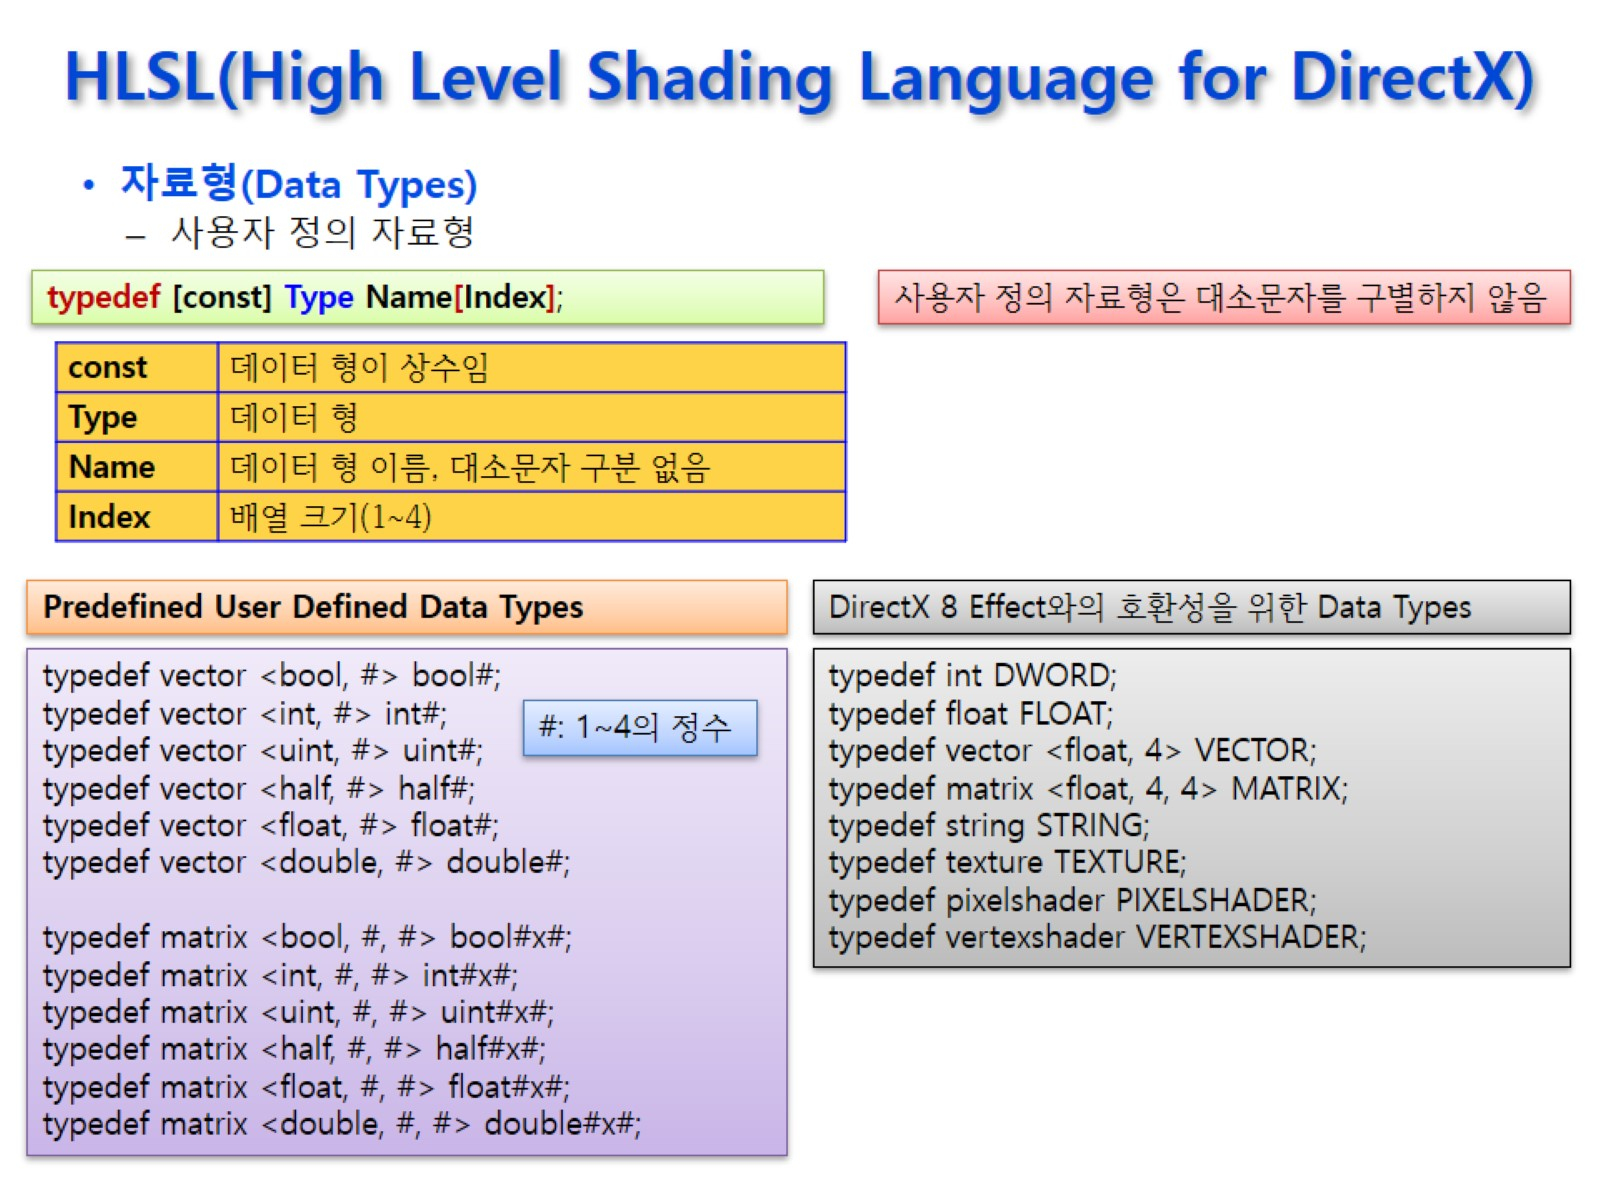 HLSL(High Level Shading Language for DirectX)
• 자료형(Data Types)
– 사용자 정의 자료형
typedef [const] Type Name[Index];
사용자 정의 자료형은 대소문자를 구별하지 않음
const 데이터 형이 상수임
Type 데이터 형
Name 데이터 형 이름, 대소문자 구분 없음
Index 배열 크기(1~4)
Predefined User Defined Data Types
typedef vector <bool, #> bool#;
typedef vector <int, #> int#;
typedef vector <uint, #> uint#;
typedef vector <half, #> half#;
typedef vector <float, #> float#;
typedef vector <double, #> double#;
#: 1~4의 정수
typedef matrix <bool, #, #> bool#x#;
typedef matrix <int, #, #> int#x#;
typedef matrix <uint, #, #> uint#x#;
typedef matrix <half, #, #> half#x#;
typedef matrix <float, #, #> float#x#;
typedef matrix <double, #, #> double#x#;
DirectX 8 Effect와의 호환성을 위한 Data Types
typedef int DWORD;
typedef float FLOAT;
typedef vector <float, 4> VECTOR;
typedef matrix <float, 4, 4> MATRIX;
typedef string STRING;
typedef texture TEXTURE;
typedef pixelshader PIXELSHADER;
typedef vertexshader VERTEXSHADER;